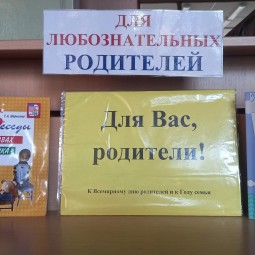 ДЛЯ
ЛЮБОЗНАТЕЛЬНЫХ
РОДИТЕЛЕЙ
Для Вас,
родители!
К Всемирному дню родителей и к Году семьи